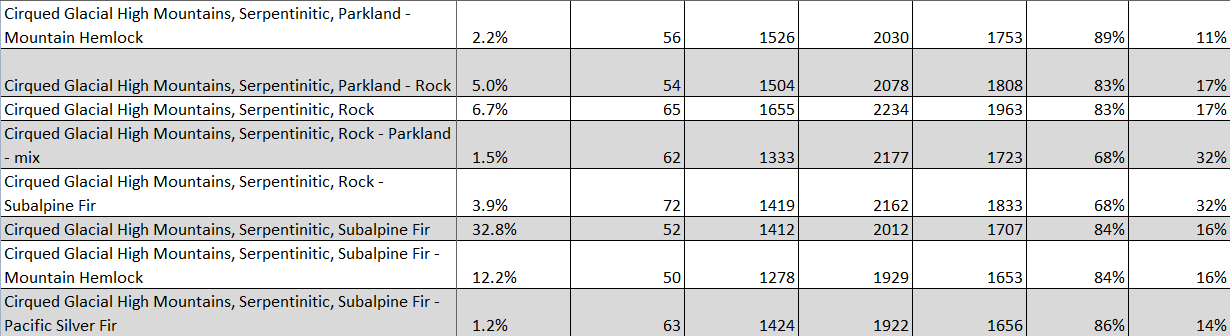 Cirqued Glacial High Mountains, Serpentinitic, Parkland -
Mountain Hemlock 2.2% 56 1526 2030 1753 89% 11%
Cirqued Glacial High Mountains, Serpentinitic, Parkland - Rock 5.0% 54 1504 2078 1808 83% 17%
Cirqued Glacial High Mountains, Serpentinitic, Rock 6.7% 65 1655 2234 1963 83% 17%
Cirqued Glacial High Mountains, Serpentinitic, Rock - Parkland
- mix 1.5% 62 1333 2177 1723 68% 32%
Cirqued Glacial High Mountains, Serpentinitic, Rock -
Subalpine Fir 3.9% 72 1419 2162 1833 68% 32%
Cirqued Glacial High Mountains, Serpentinitic, Subalpine Fir 32.8% 52 1412 2012 1707 84% 16%
Cirqued Glacial High Mountains, Serpentinitic, Subalpine Fir -
Mountain Hemlock 12.2% 50 1278 1929 1653 84% 16%
Cirqued Glacial High Mountains, Serpentinitic, Subalpine Fir -
Pacific Silver Fir 1.2% 63 1424 1922 1656 86% 14%